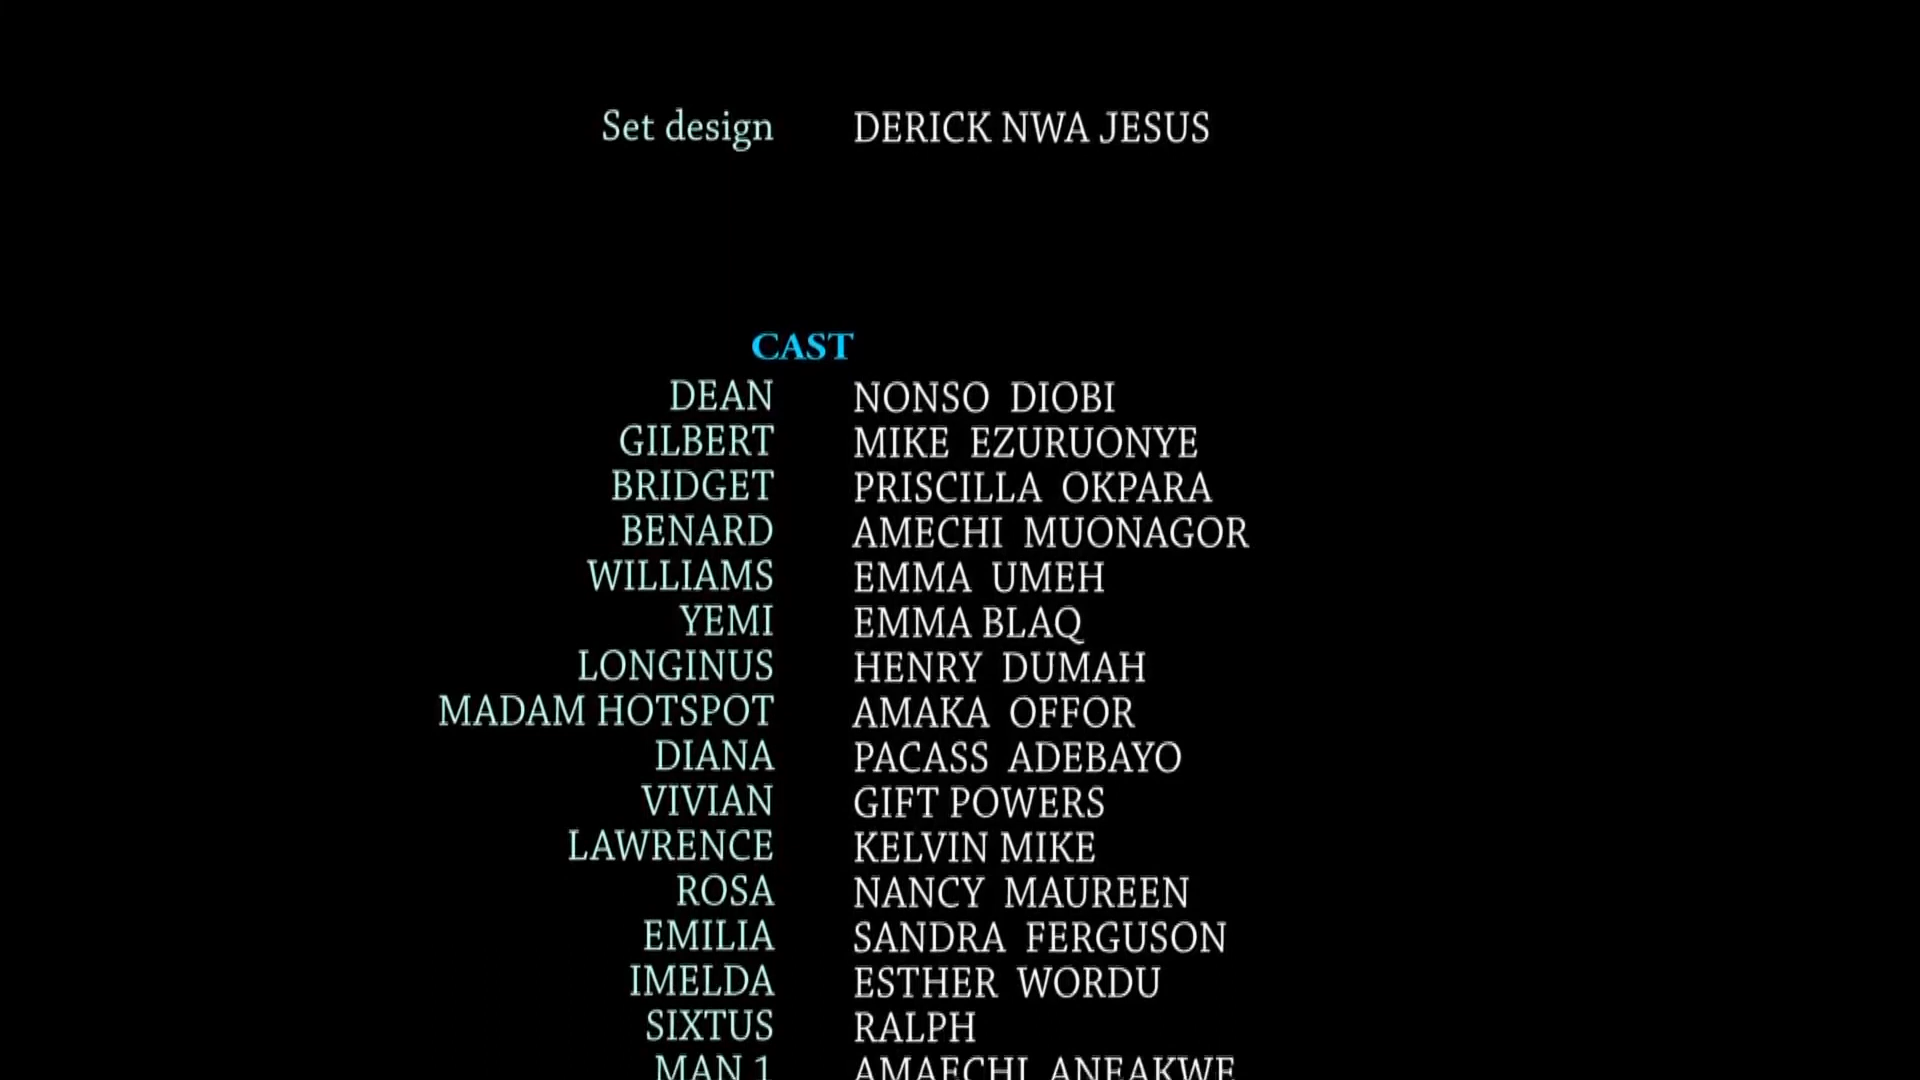 Set design DERICK NWA JESUS
CAST
DEAN NONSO DIOBI
GILBERT MIKE EZURUONYE
BRIDGET PRISCILLA OKPARA
BENARD AMECHI MUONAGOR
WILLIAMS EMMA UMEH
YEMI EMMA BLAQ
LONGINUS HENRY DUMAH
MADAM HOTSPOT AMAKA OFFOR
DIANA PACASS ADEBAYO
VIVIAN GIFT POWERS
LAWRENCE KELVIN MIKE
ROSA NANCY MAUREEN
EMILIA SANDRA FERGUSON
IMELDA ESTHER WORDU
SIXTUS RALPH
MAN 1 AMAECHI ANEAKWE